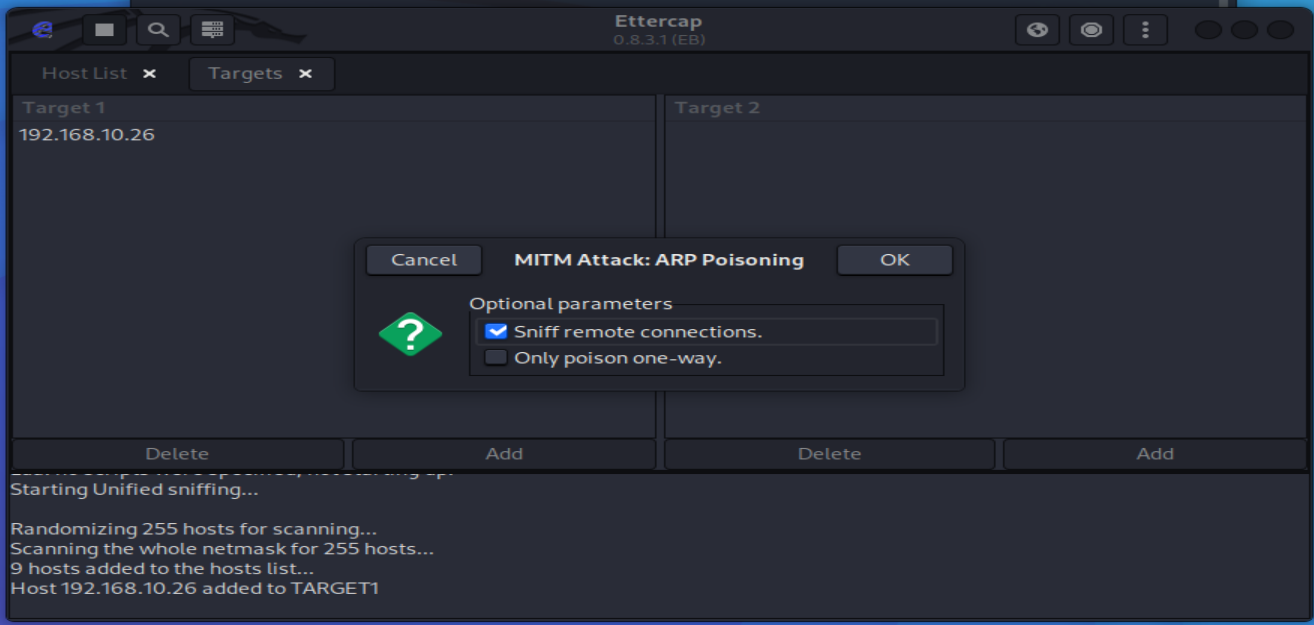 Ettercap
0.8.3.1 (EB)
Host List
Targets
Target 1
Target 2
192.168.10.26
Cancel
MITM Attack: ARP Poisoning
OK
Optional parameters
Sniff remote connections.
Only poison one-way.
Delete
Add
Delete
Add
Starting Unified sniffing...
Randomizing 255 hosts for scanning...
Scanning the whole netmask for 255 hosts...
9 hosts added to the hosts list...
Host 192.168.10.26 added to TARGET1